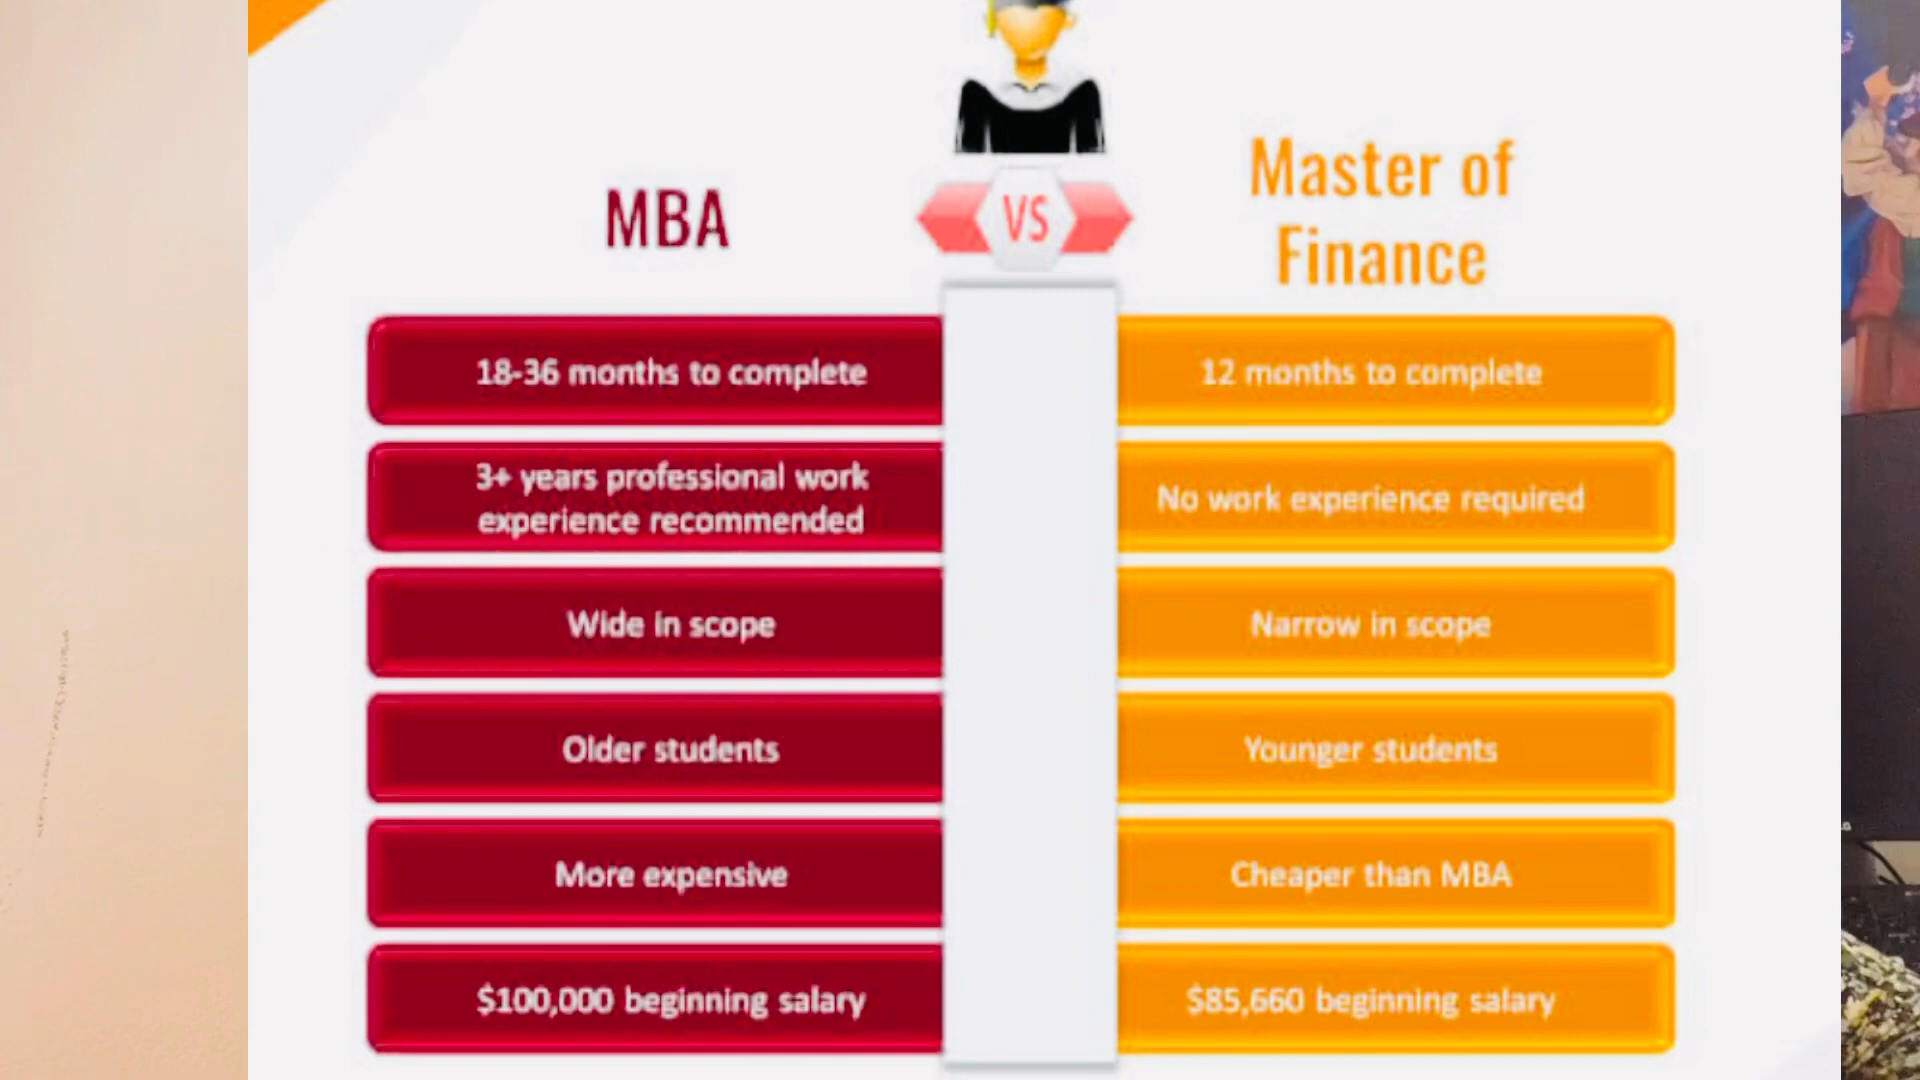 MBA
VS
Master of
Finance
18-36 months to complete
12 months to complete
3+ years professional work
experience recommended
No work experience required
Wide in scope
Narrow in scope
Older students
Younger students
More expensive
Cheaper than MBA
$100,000 beginning salary
$85,660 beginning salary